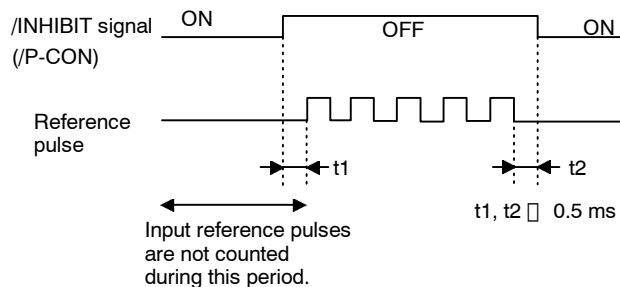 /INHIBIT signal
(/P-CON)
ON
OFF
ON
Reference
pulse
t1
t2
Input reference pulses
are not counted
during this period.
t1, t2 ▯ 0.5 ms